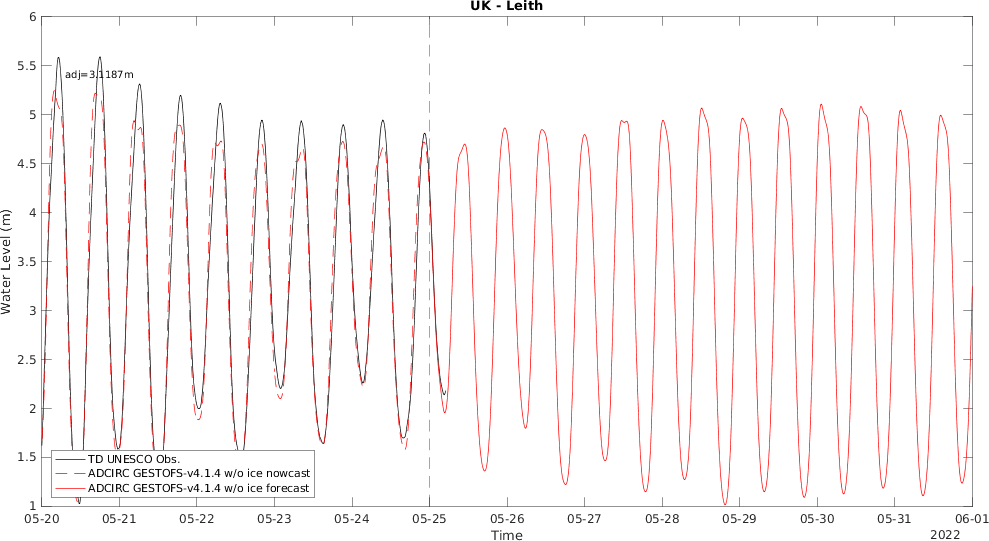 UK - Leith
6
5.5
5
4.5
4
3.5
3
2.5
2
1.5
1
Water Level (m)
adj=3.1187m
TD UNESCO Obs.
ADCIRC GESTOFS-v4.1.4 w/o ice nowcast
ADCIRC GESTOFS-v4.1.4 w/o ice forecast
05-20 05-21 05-22 05-23 05-24 05-25 05-26 05-27 05-28 05-29 05-30 05-31 06-01
Time
2022